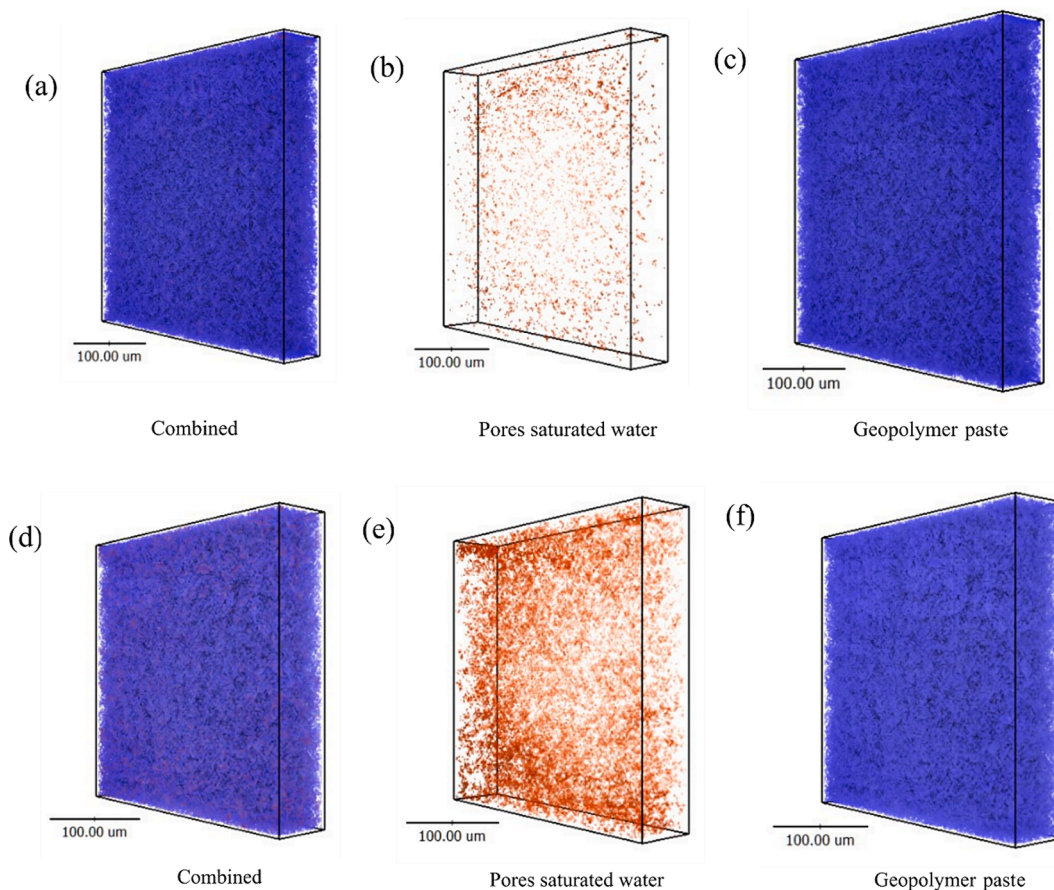 (a)
(b)
(c)
100.00 um
100.00 um
100.00 um
Combined
Pores saturated water
Geopolymer paste
(d)
(e)
(f)
100.00 um
100.00 um
100.00 um
Combined
Pores saturated water
Geopolymer paste